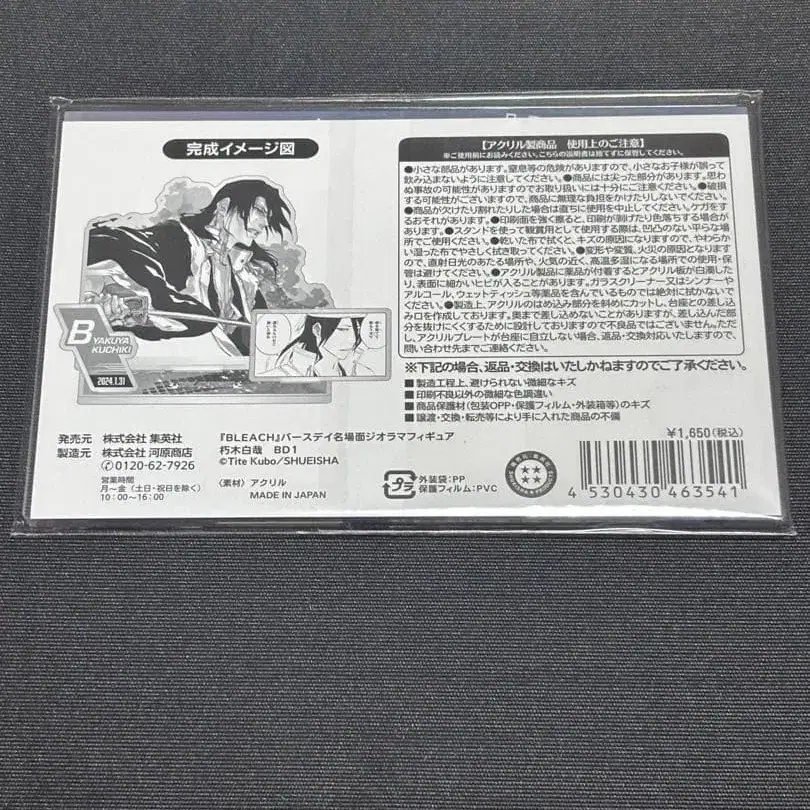 完成イメージ図
BYAKUYA
KUCHIKI
2024.1.31
発売元 株式会社 集英社
製造元 株式会社 河原商店
0120-62-7926
営業時間
月〜金(土日・祝日を除く)
10:00〜16:00
『BLEACH』バースデイ名場面ジオラマフィギュア
朽木白哉 BD1
©Tite Kubo/SHUEISHA
〈素材〉アクリル
MADE IN JAPAN
【アクリル製商品 使用上のご注意】
※ご使用前にお読みください。こちらの説明書は捨てずに保管してください。
●小さな部品があります。窒息等の危険がありますので、小さなお子様が誤って
飲み込まないように注意してください。●商品には尖った部分があります。思わ
ぬ事故の可能性がありますのでお取り扱いには十分にご注意ください。●破損
する可能性がございますので、商品に無理な負担をかけたりしないでください。
●商品が欠けたり割れたりした場合は直ちに使用を中止してください。ケガをす
るおそれがあります。●印刷面を強く擦ると、印刷が剥げたり色落ちする場合が
あります。●スタンドを使って観賞用として使用する際は、凹凸のない平らな場
所でご使用ください。●乾いた布で拭くと、キズの原因になりますので、やわらか
い湿った布でやさしく拭き取ってください。●変形や変質、火災の原因となります
ので、直射日光のあたる場所や、火気の近く、高温多湿になる場所での使用・保
管は避けてください。●アクリル製品に薬品が付着するとアクリル板が白濁した
り、表面に細かいヒビが入ることがあります。ガラスクリーナー又はシンナーや
アルコール、ウェットティッシュ等薬品を含んでいるものでは絶対に拭かないで
ください。●製造上、アクリルのはめ込み部分を斜めにカットし、台座との差し込
み口を作成しております。奥まで差し込めないことがありますが、差し込んだ部
分を抜けにくくするために設計しておりますので不良品ではございません。ただ
し、アクリルプレートが台座に自立しない場合、返品・交換対応いたしますので、
問い合わせ先までご連絡ください。
※下記の場合、返品・交換はいたしかねますのでご了承ください。
■製造工程上、避けられない微細なキズ
■印刷不良以外の微細な色調違い
■商品保護材(包装OPP・保護フィルム・外装箱等)のキズ
■譲渡・交換・転売等により手に入れた商品の不備
¥1,650(税込)
プラ
外装袋:PP
保護フィルム:PVC
4 530430 463541